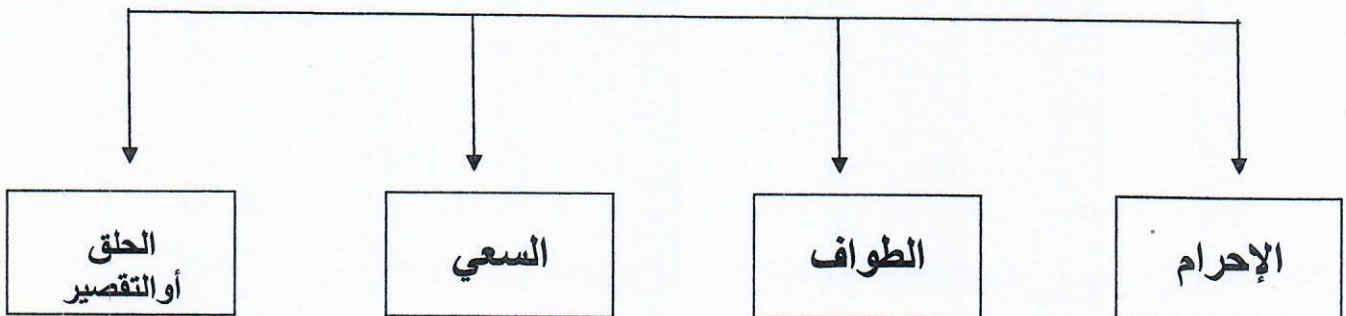 الإحرام
الطواف
السعي
الحلق
أوالتقصير